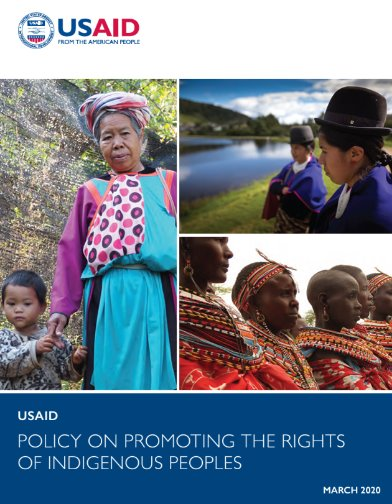 USAID
FROM THE AMERICAN PEOPLE
USAID
POLICY ON PROMOTING THE RIGHTS
OF INDIGENOUS PEOPLES
MARCH 2020